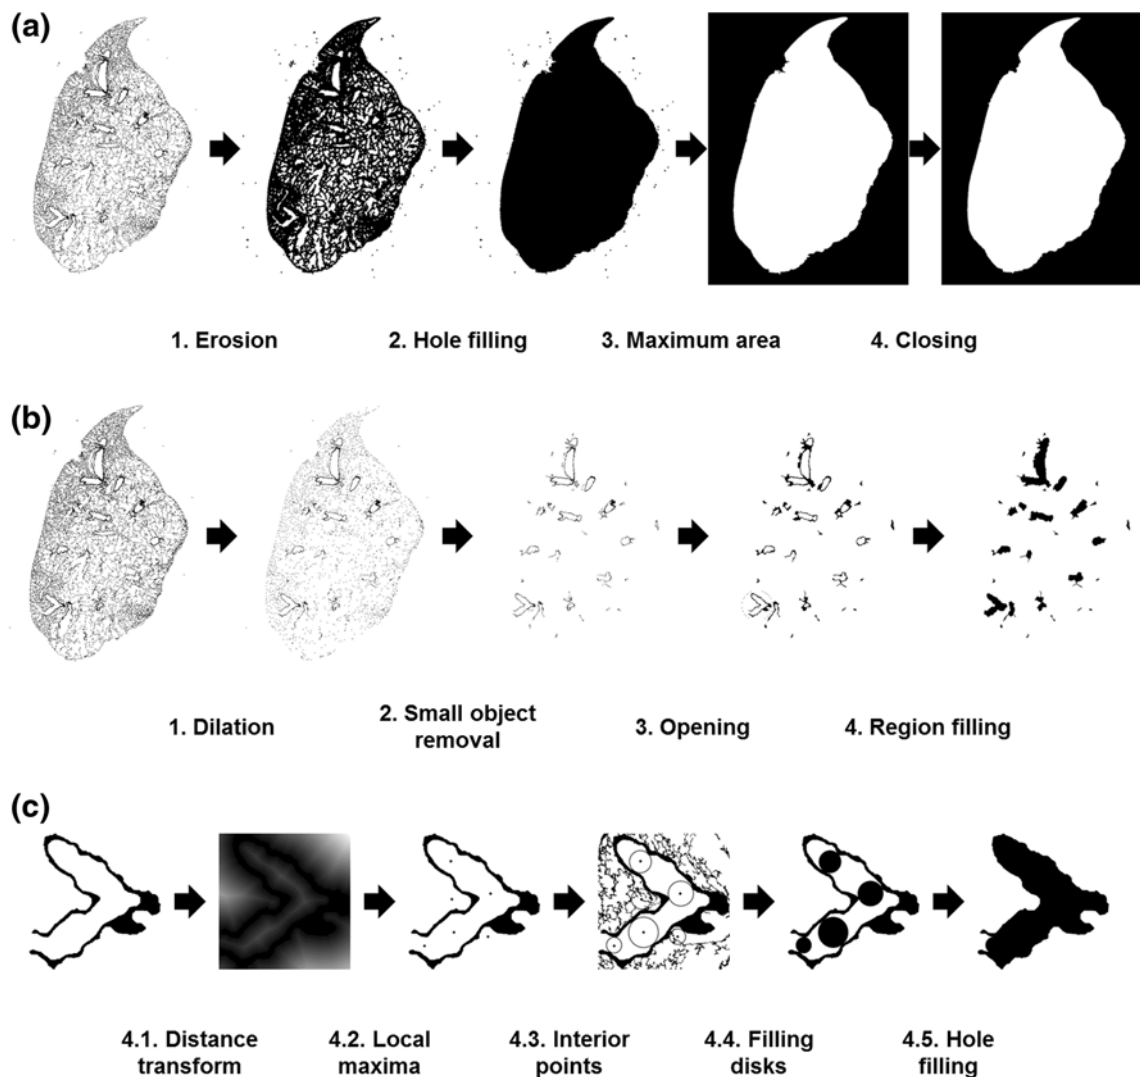 (a)
1. Erosion
2. Hole filling
3. Maximum area
4. Closing
(b)
1. Dilation
2. Small object
removal
3. Opening
4. Region filling
(c)
4.1. Distance
transform
4.2. Local
maxima
4.3. Interior
points
4.4. Filling
disks
4.5. Hole
filling